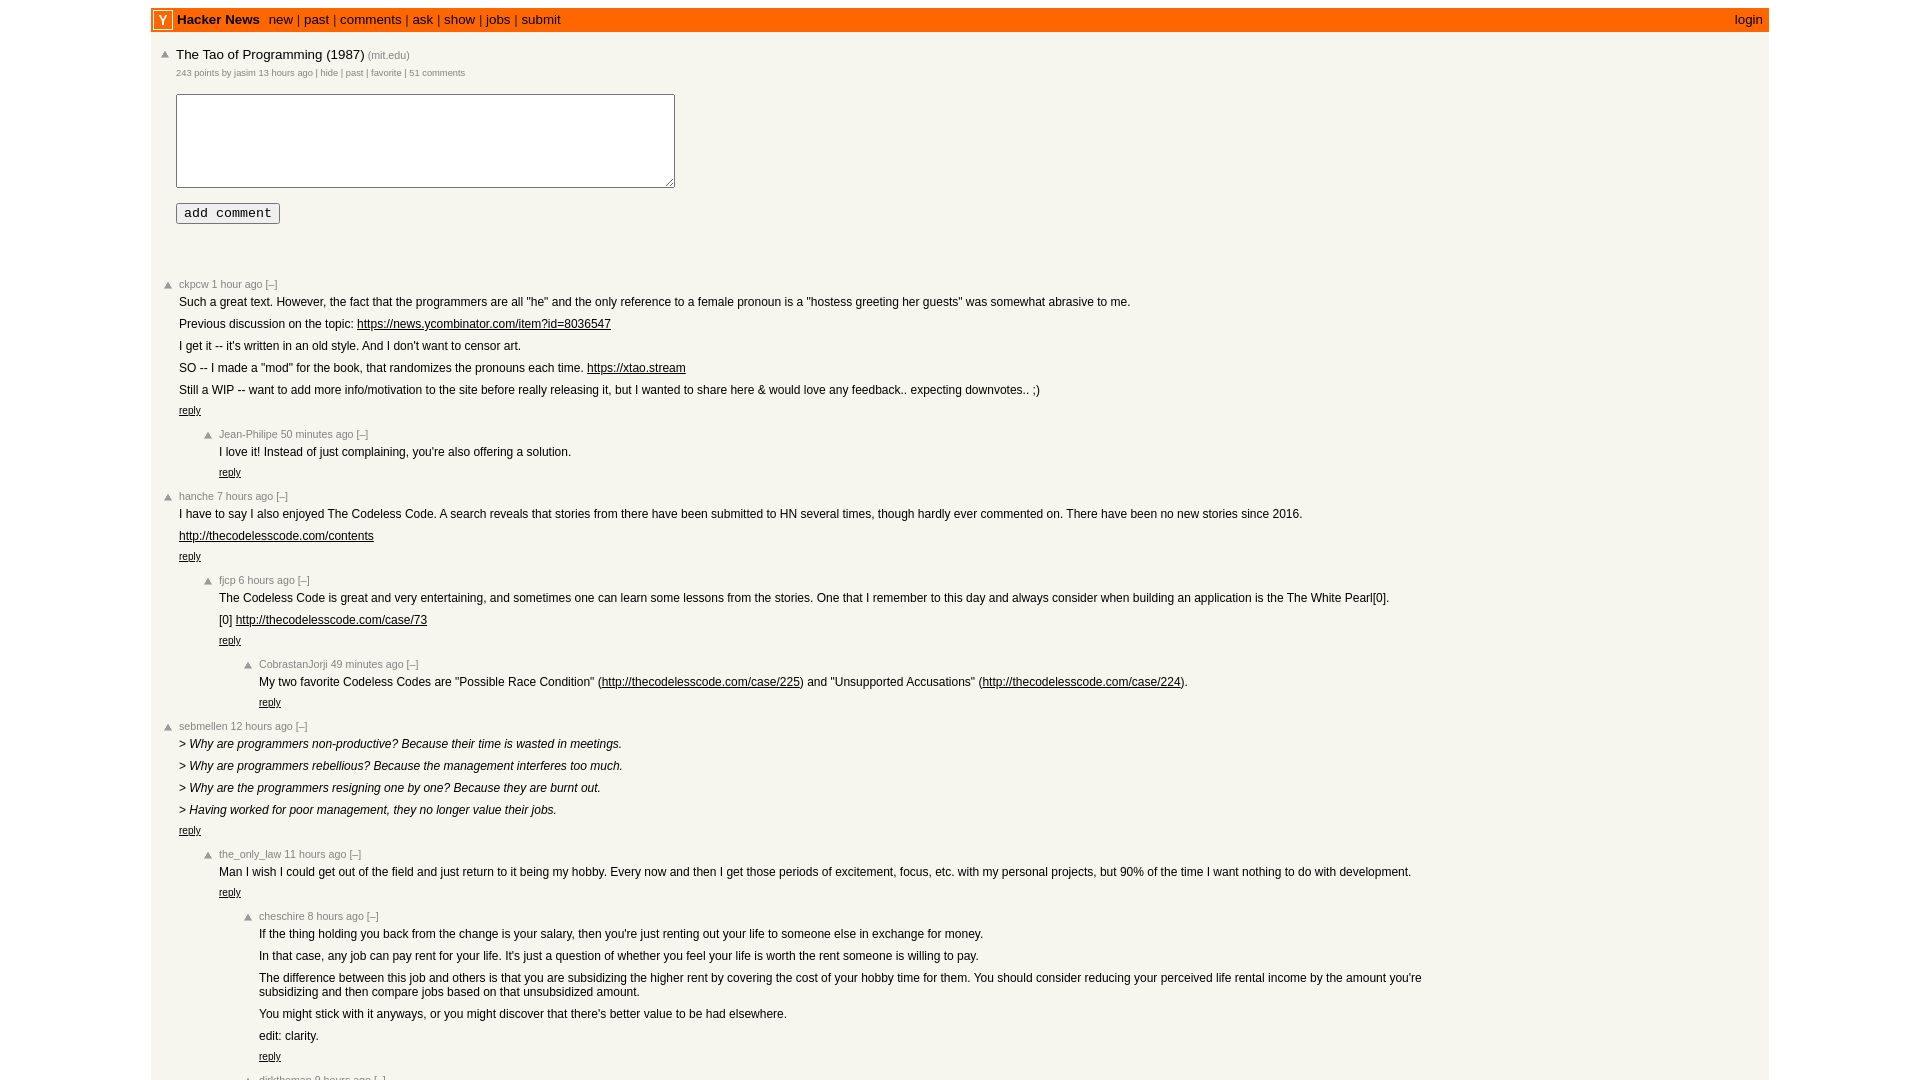 Y Hacker News new | past | comments | ask | show | jobs | submit login
The Tao of Programming (1987) (mit.edu)
243 points by jasim 13 hours ago | hide | past | favorite | 51 comments
add comment
ckpcw 1 hour ago [–]
Such a great text. However, the fact that the programmers are all "he" and the only reference to a female pronoun is a "hostess greeting her guests" was somewhat abrasive to me.
Previous discussion on the topic: https://news.ycombinator.com/item?id=8036547
I get it -- it's written in an old style. And I don't want to censor art.
SO -- I made a "mod" for the book, that randomizes the pronouns each time. https://xtao.stream
Still a WIP -- want to add more info/motivation to the site before really releasing it, but I wanted to share here & would love any feedback.. expecting downvotes.. ;)
reply
Jean-Philipe 50 minutes ago [–]
I love it! Instead of just complaining, you're also offering a solution.
reply
hanche 7 hours ago [–]
I have to say I also enjoyed The Codeless Code. A search reveals that stories from there have been submitted to HN several times, though hardly ever commented on. There have been no new stories since 2016.
http://thecodelesscode.com/contents
reply
fjcp 6 hours ago [–]
The Codeless Code is great and very entertaining, and sometimes one can learn some lessons from the stories. One that I remember to this day and always consider when building an application is the The White Pearl[0].
[0] http://thecodelesscode.com/case/73
reply
CobrastanJorji 49 minutes ago [–]
My two favorite Codeless Codes are "Possible Race Condition" (http://thecodelesscode.com/case/225) and "Unsupported Accusations" (http://thecodelesscode.com/case/224).
reply
sebmellen 12 hours ago [–]
> Why are programmers non-productive? Because their time is wasted in meetings.
> Why are programmers rebellious? Because the management interferes too much.
> Why are the programmers resigning one by one? Because they are burnt out.
> Having worked for poor management, they no longer value their jobs.
reply
the_only_law 11 hours ago [–]
Man I wish I could get out of the field and just return to it being my hobby. Every now and then I get those periods of excitement, focus, etc. with my personal projects, but 90% of the time I want nothing to do with development.
reply
cheschire 8 hours ago [–]
If the thing holding you back from the change is your salary, then you're just renting out your life to someone else in exchange for money.
In that case, any job can pay rent for your life. It's just a question of whether you feel your life is worth the rent someone is willing to pay.
The difference between this job and others is that you are subsidizing the higher rent by covering the cost of your hobby time for them. You should consider reducing your perceived life rental income by the amount you're
subsidizing and then compare jobs based on that unsubsidized amount.
You might stick with it anyways, or you might discover that there's better value to be had elsewhere.
edit: clarity.
reply
9 hours ago [–]